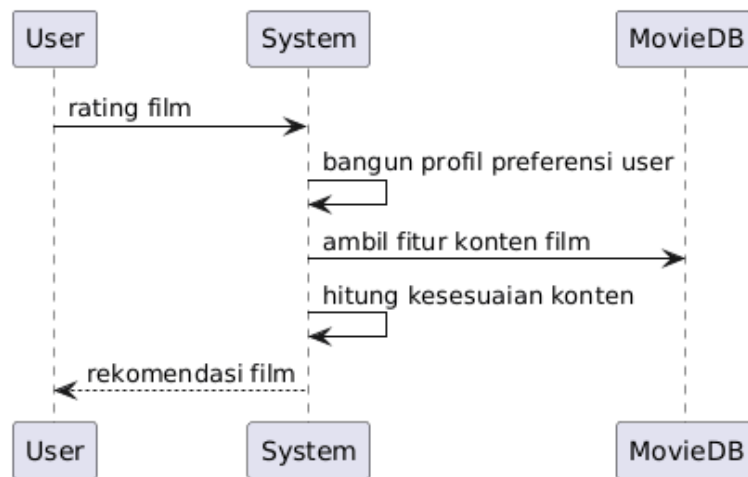 User System MovieDB
rating film
bangun profil preferensi user
ambil fitur konten film
hitung kesesuaian konten
rekomendasi film
User System MovieDB